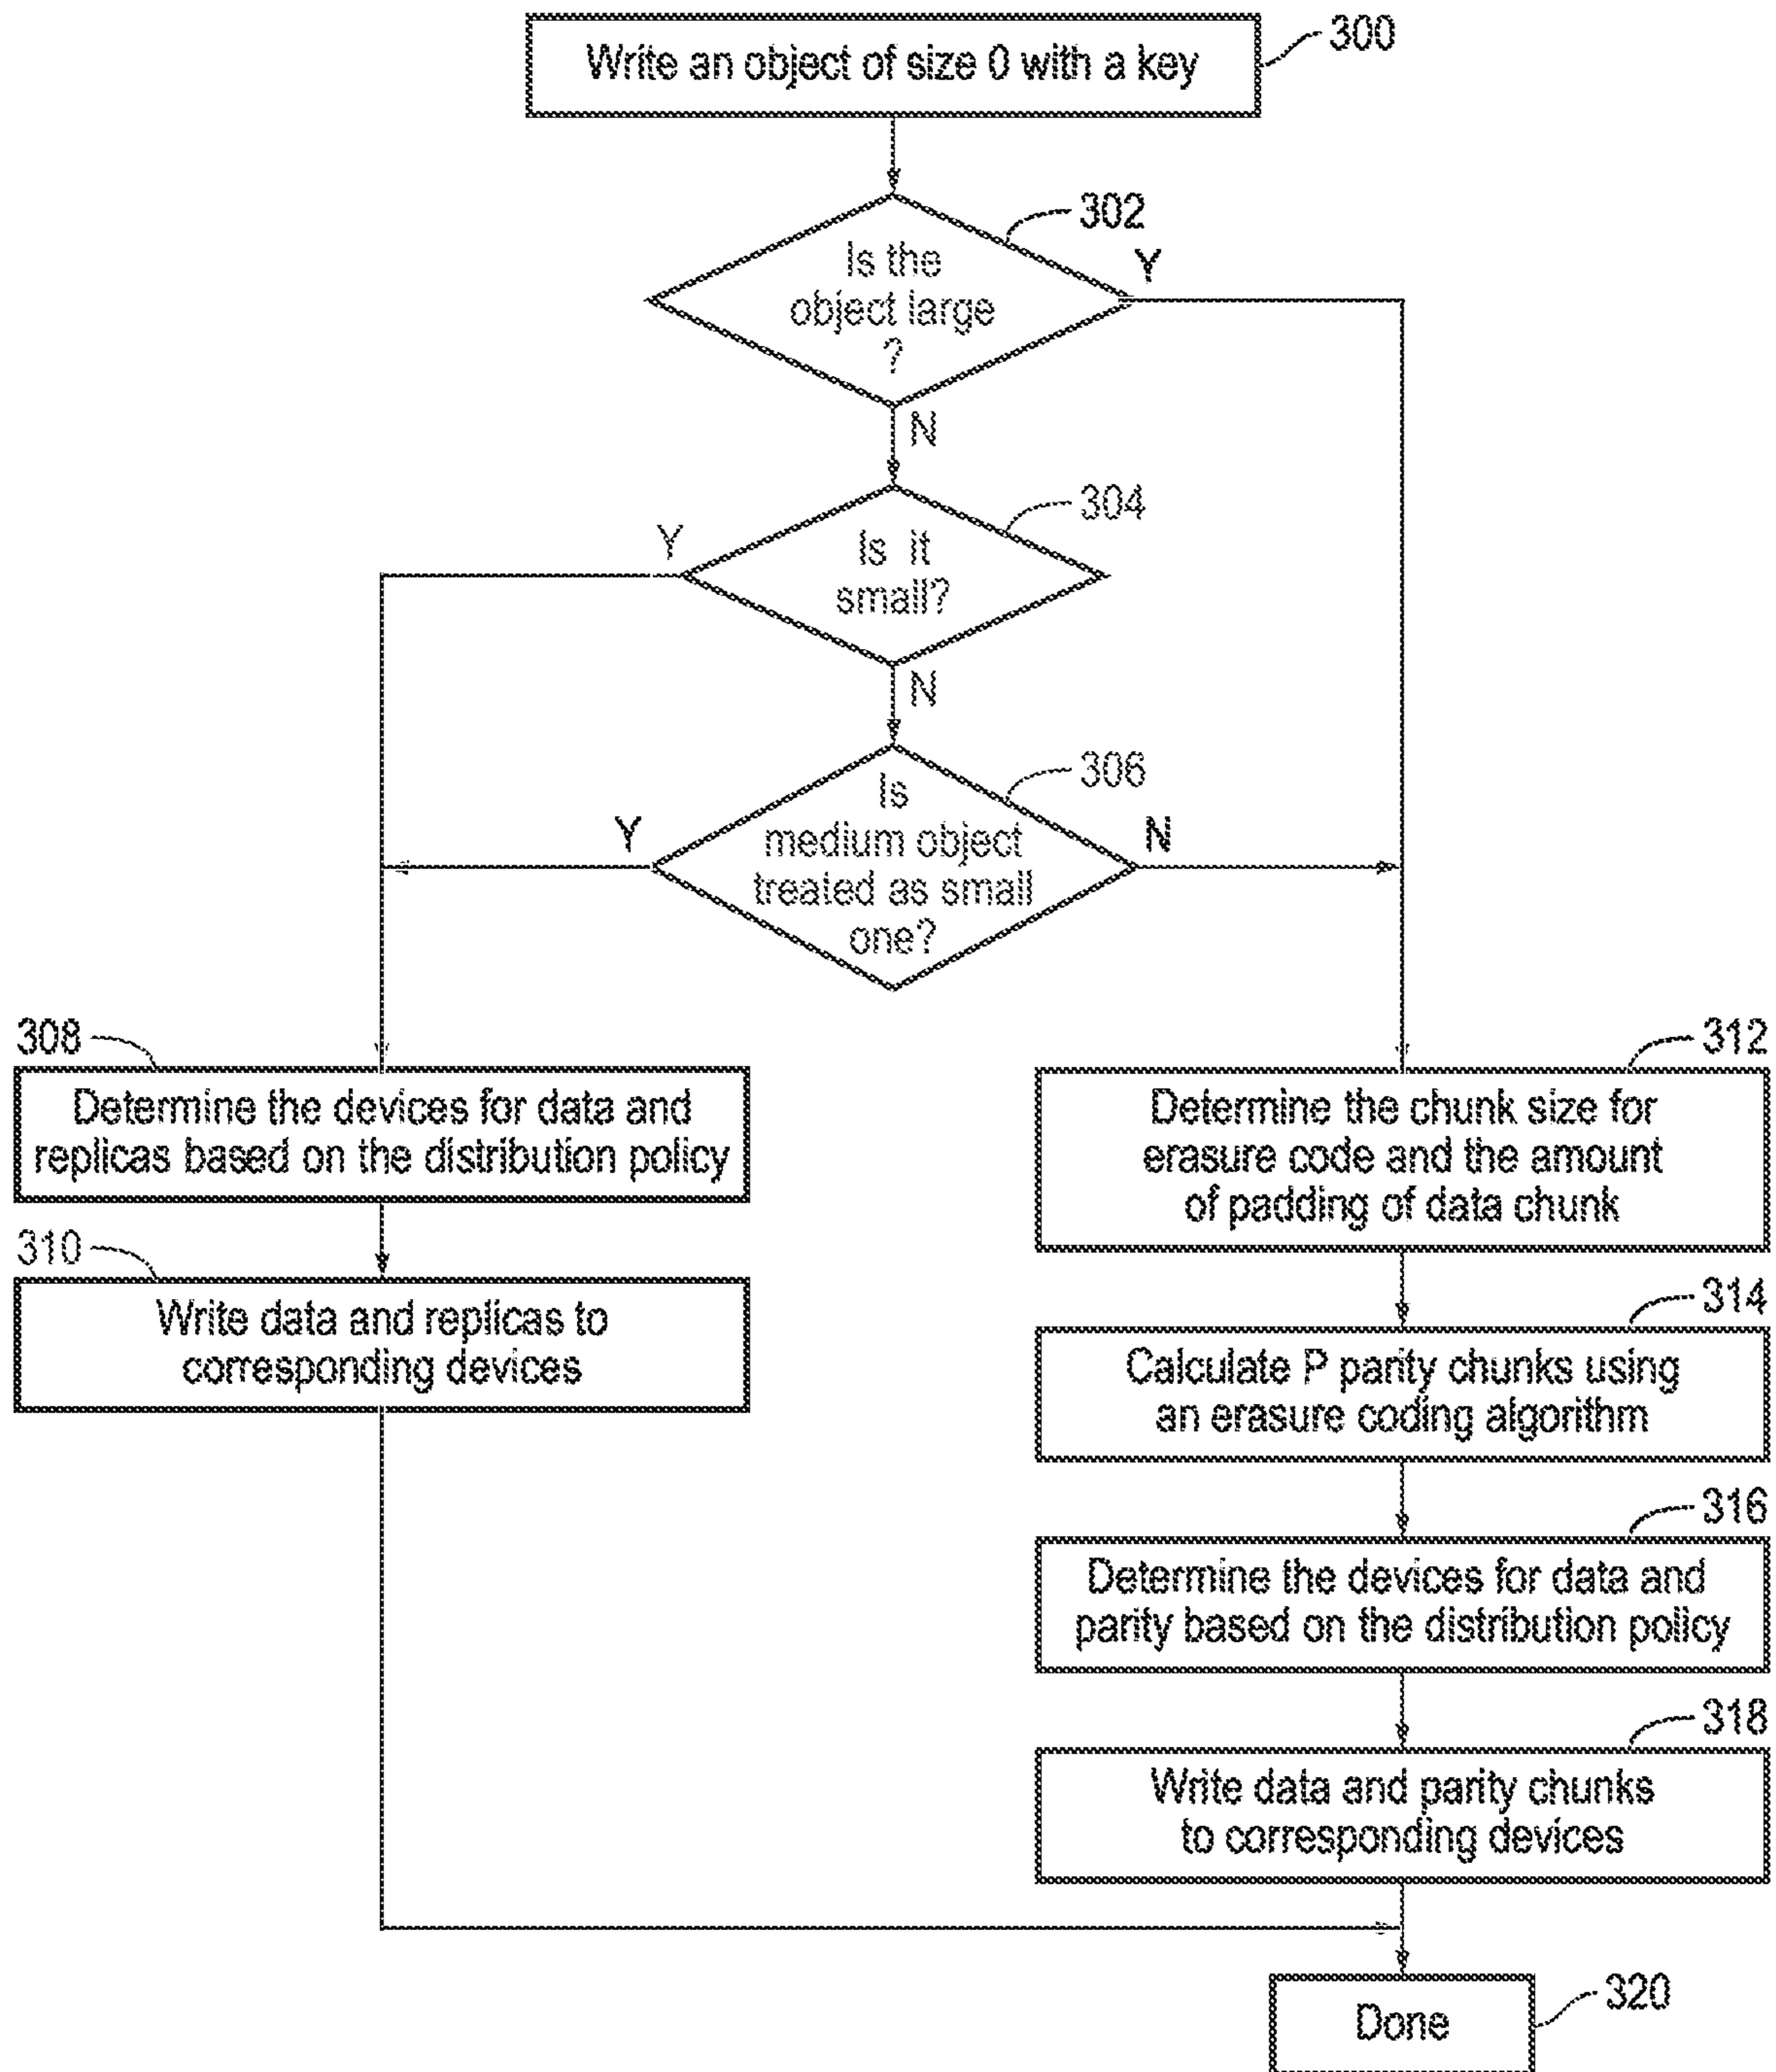 Write an object of size 0 with a key
300
302
Is the
object large
?
Y
N
304
Is it
small?
Y
N
306
Is
medium object
treated as small
one?
Y
N
308
Determine the devices for data and
replicas based on the distribution policy
312
Determine the chunk size for
erasure code and the amount
of padding of data chunk
310
Write data and replicas to
corresponding devices
314
Calculate P parity chunks using
an erasure coding algorithm
316
Determine the devices for data and
parity based on the distribution policy
318
Write data and parity chunks
to corresponding devices
Done
320